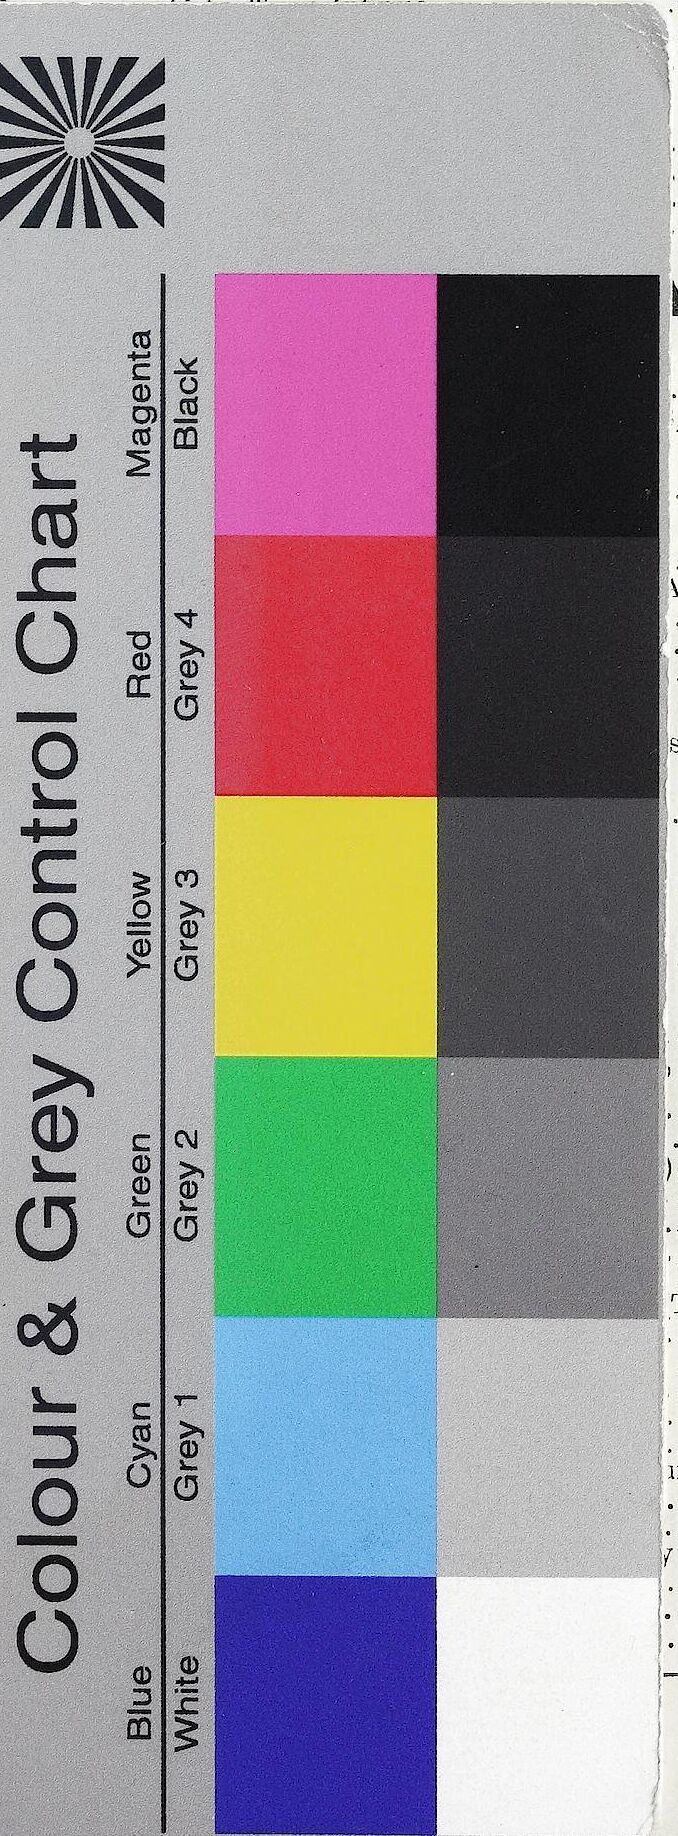 Colour & Grey Control Chart
Blue Cyan Green Yellow Red Magenta
White Grey 1 Grey 2 Grey 3 Grey 4 Black